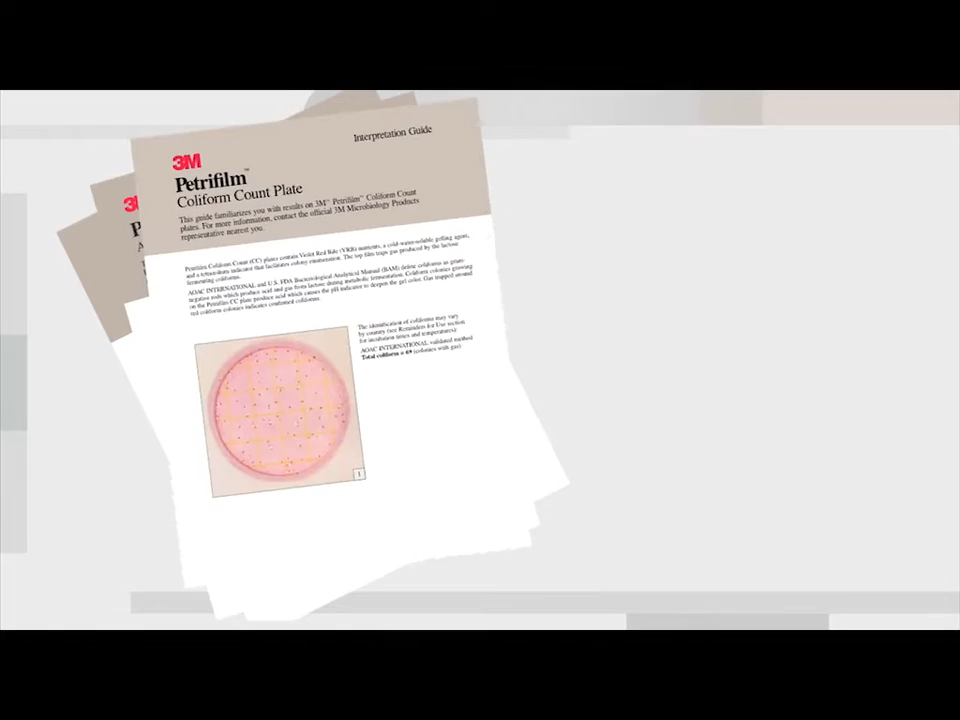 Interpretation Guide
3M
Petrifilm™
Coliform Count Plate
This guide familiarizes you with results on 3M™ Petrifilm™ Coliform Count
plates. For more information, contact the official 3M Microbiology Products
representative nearest you.
Petrifilm Coliform Count (CC) plates contain Violet Red Bile (VRB) nutrients, a cold-water-soluble gelling agent,
and a tetrazolium indicator that facilitates colony enumeration. The top film traps gas produced by the lactose
fermenting coliforms.
AOAC INTERNATIONAL and U.S. FDA Bacteriological Analytical Manual (BAM) define coliforms as gram-
negative rods which produce acid and gas from lactose during metabolic fermentation. Coliform colonies growing
on the Petrifilm CC plate produce acid which causes the pH indicator to deepen the gel color. Gas trapped around
red coliform colonies indicates confirmed coliforms.
The identification of coliforms may vary
by country (see Reminders for Use section
for incubation times and temperatures):
AOAC INTERNATIONAL validated method
Total coliform = 69 (colonies with gas)
1
3M
P
A